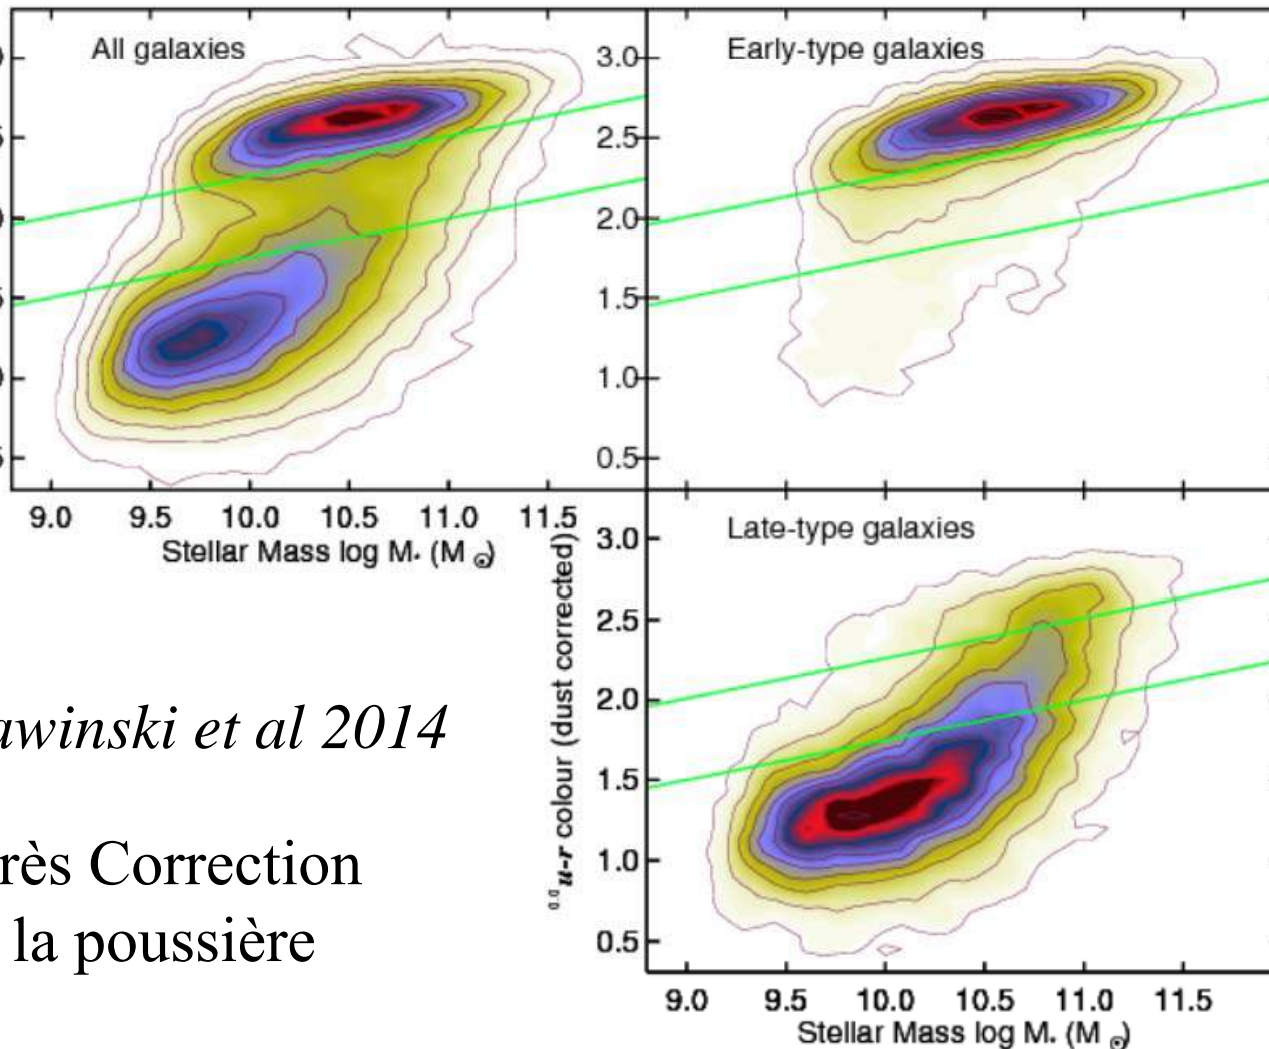 All galaxies
Early-type galaxies
3.0
2.5
2.0
1.5
1.0
0.5
9.0 9.5 10.0 10.5 11.0 11.5
Stellar Mass log M* (M⊙)
Late-type galaxies
3.0
2.5
2.0
1.5
1.0
0.5
0.0 u-r colour (dust corrected)
9.0 9.5 10.0 10.5 11.0 11.5
Stellar Mass log M* (M⊙)
awinski et al 2014
rès Correction
la poussière